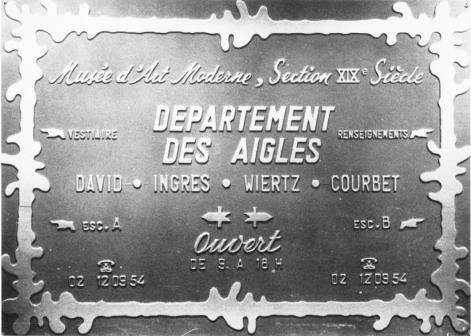 Musée d'Art Moderne, Section XIXe Siècle
DEPARTEMENT
DES AIGLES
VESTIAIRE
RENSEIGNEMENTS
DAVID • INGRES • WIERTZ • COURBET
ESC. A
ESC. B
Ouvert
DE 9. A 18 H
02 12 09 54
02 12 09 54